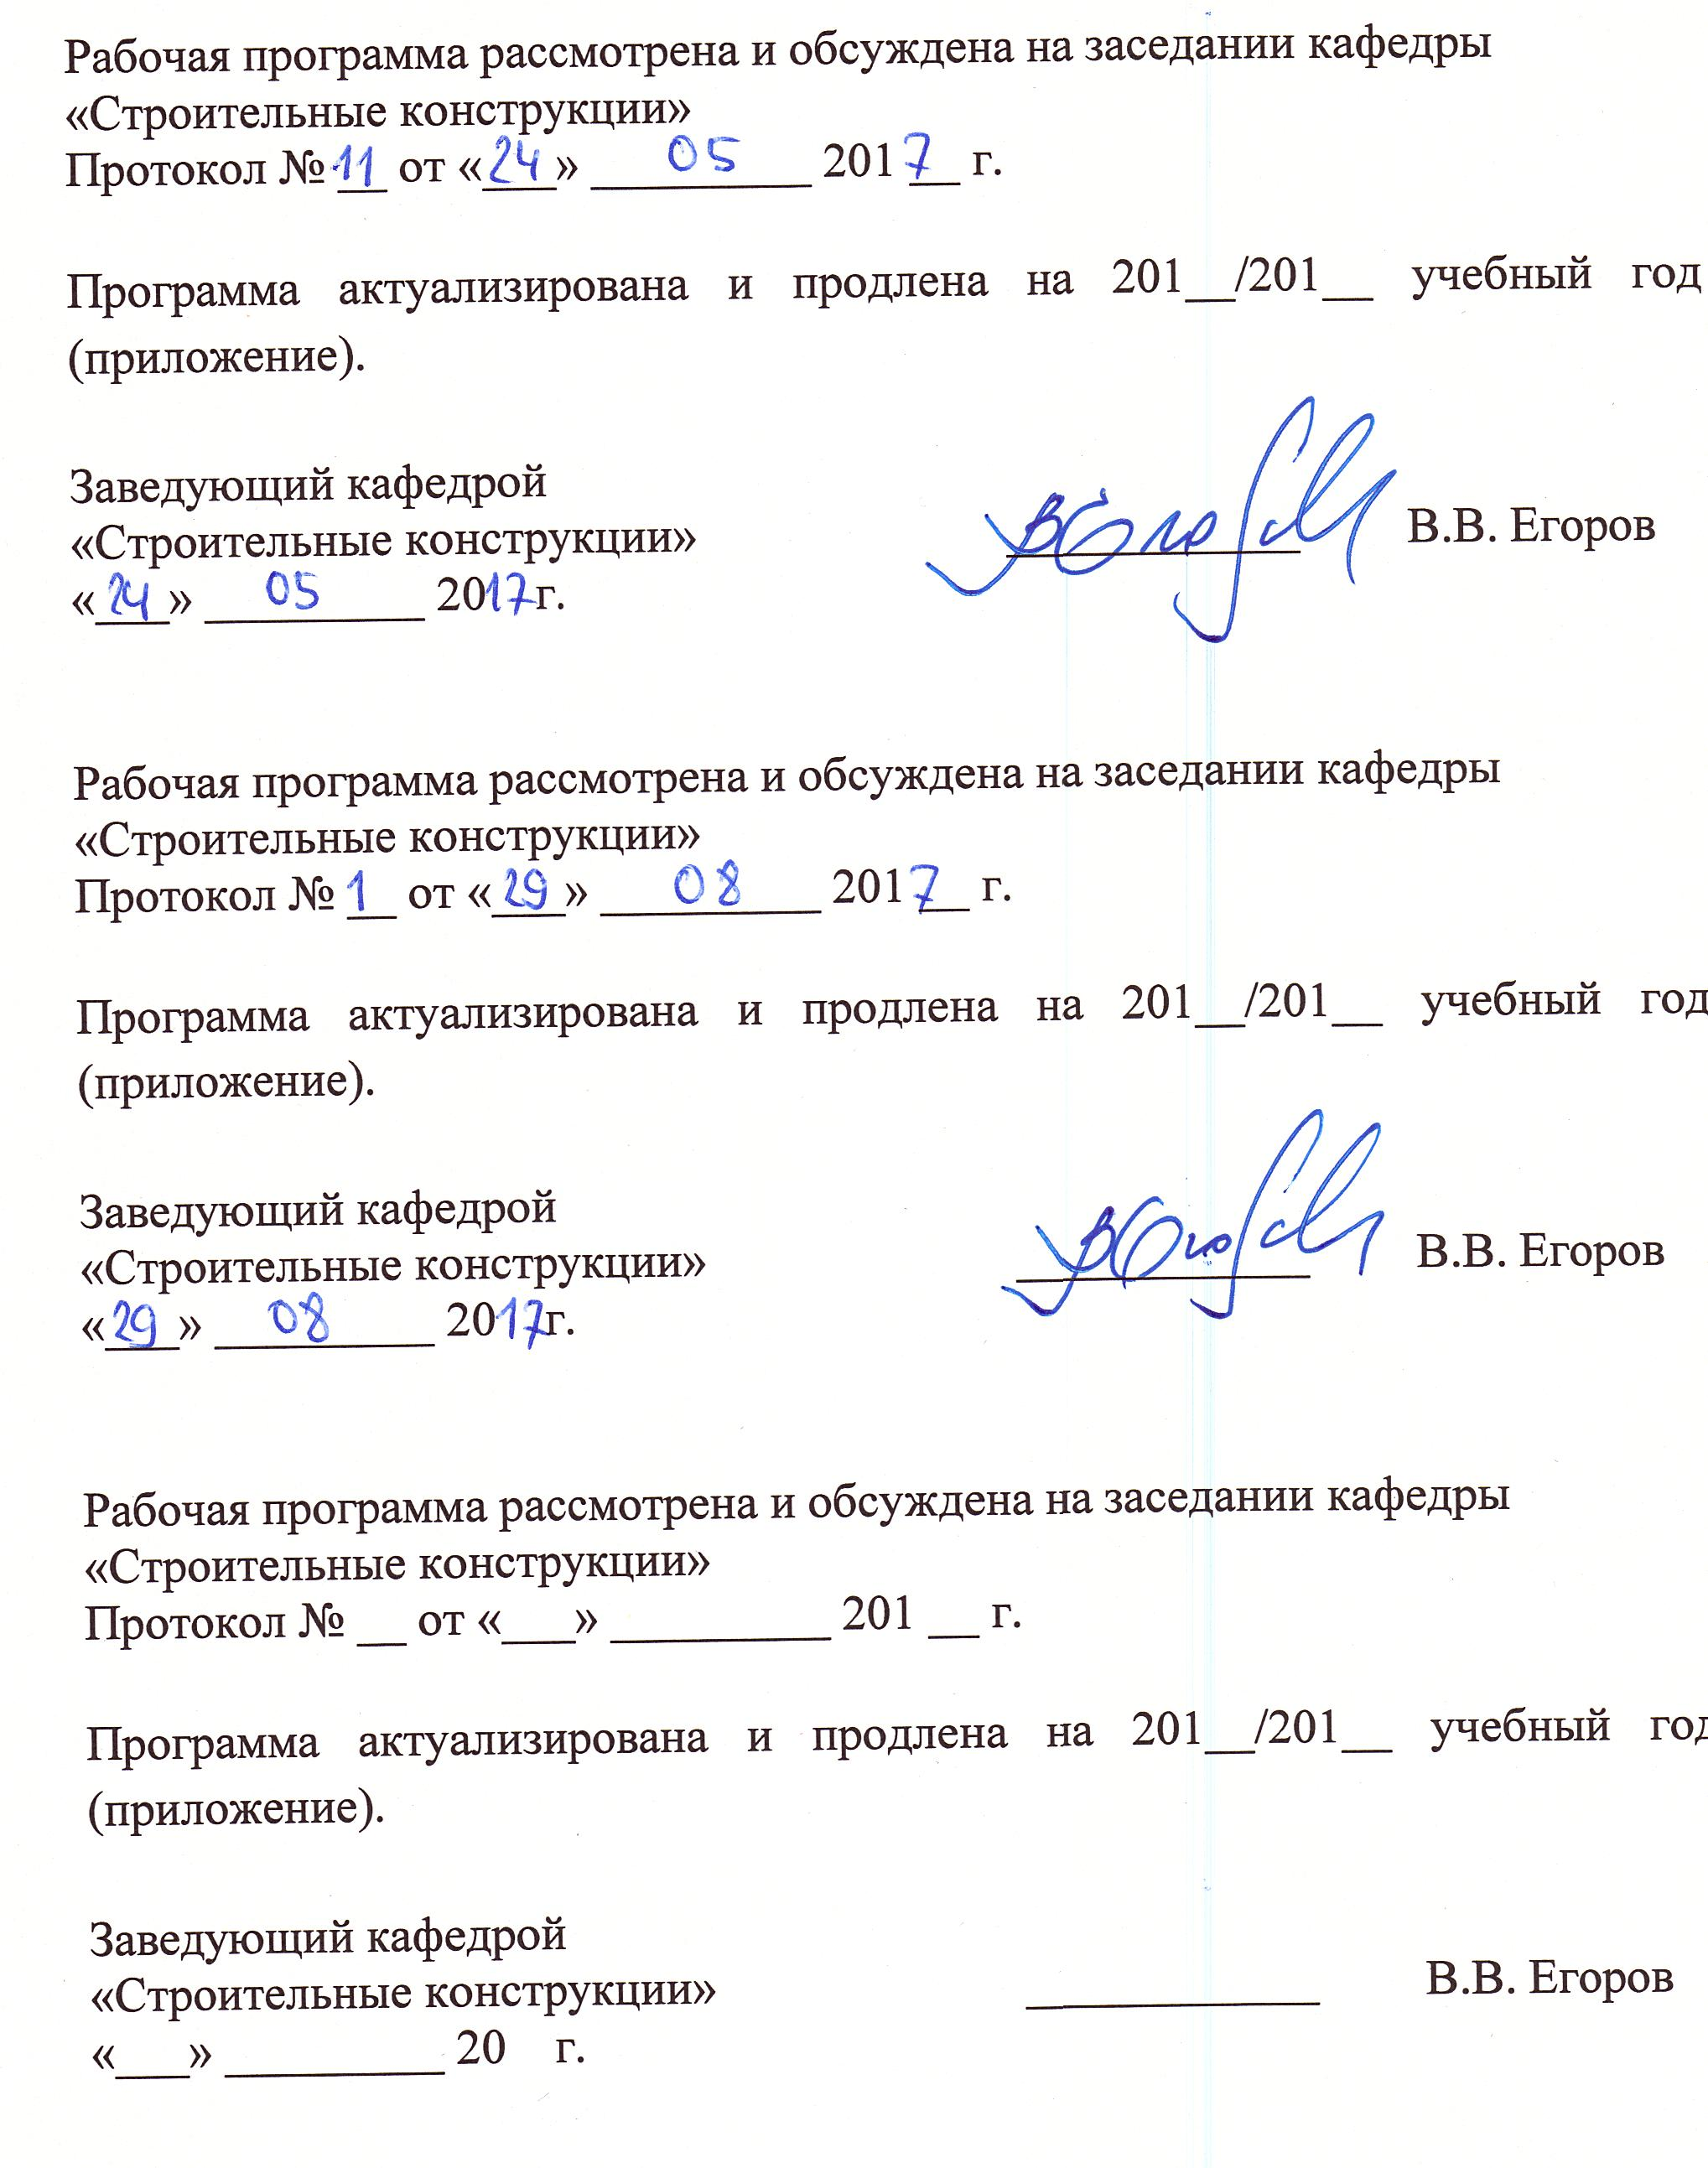 Рабочая программа рассмотрена и обсуждена на заседании кафедры
«Строительные конструкции»
Протокол № 11 от «24» 05 2017 г.
Программа актуализирована и продлена на 201__/201__ учебный год
(приложение).
Заведующий кафедрой
«Строительные конструкции» В.В. Егоров
«24» 05 2017г.
Рабочая программа рассмотрена и обсуждена на заседании кафедры
«Строительные конструкции»
Протокол № 1 от «29» 08 2017 г.
Программа актуализирована и продлена на 201__/201__ учебный год
(приложение).
Заведующий кафедрой
«Строительные конструкции» В.В. Егоров
«29» 08 2017г.
Рабочая программа рассмотрена и обсуждена на заседании кафедры
«Строительные конструкции»
Протокол № __ от «___» _________ 201 __ г.
Программа актуализирована и продлена на 201__/201__ учебный год
(приложение).
Заведующий кафедрой
«Строительные конструкции» ____________ В.В. Егоров
«___» _________ 20 г.